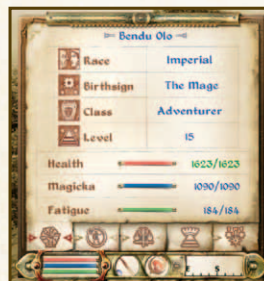 Bendu Olo
Race Imperial
Birthsign The Mage
Class Adventurer
Level 15
Health 1623/1623
Magicka 1090/1090
Fatigue 184/184
S